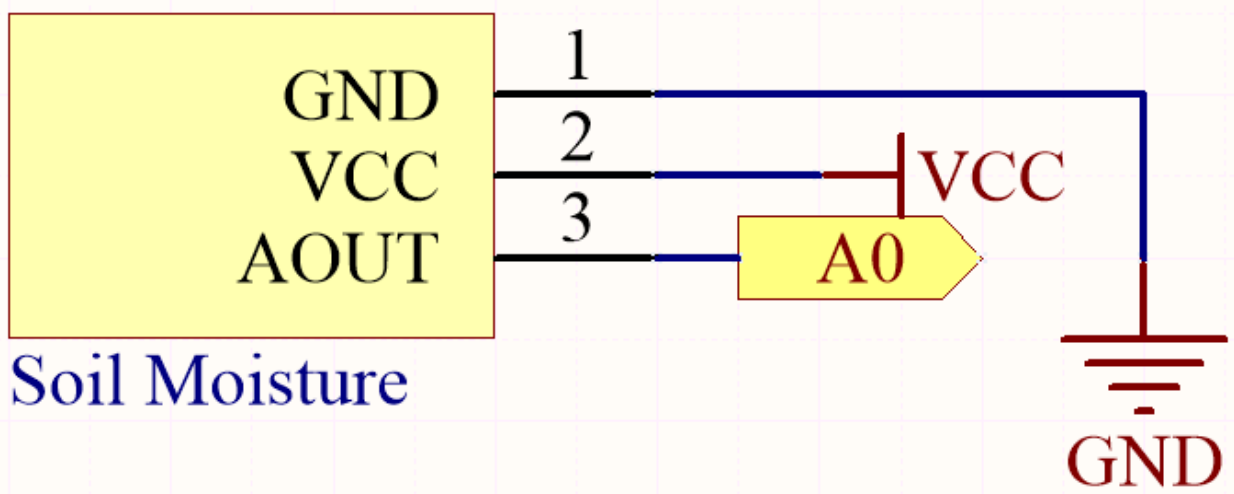 1
GND
2
VCC VCC
3
AOUT A0
Soil Moisture
GND